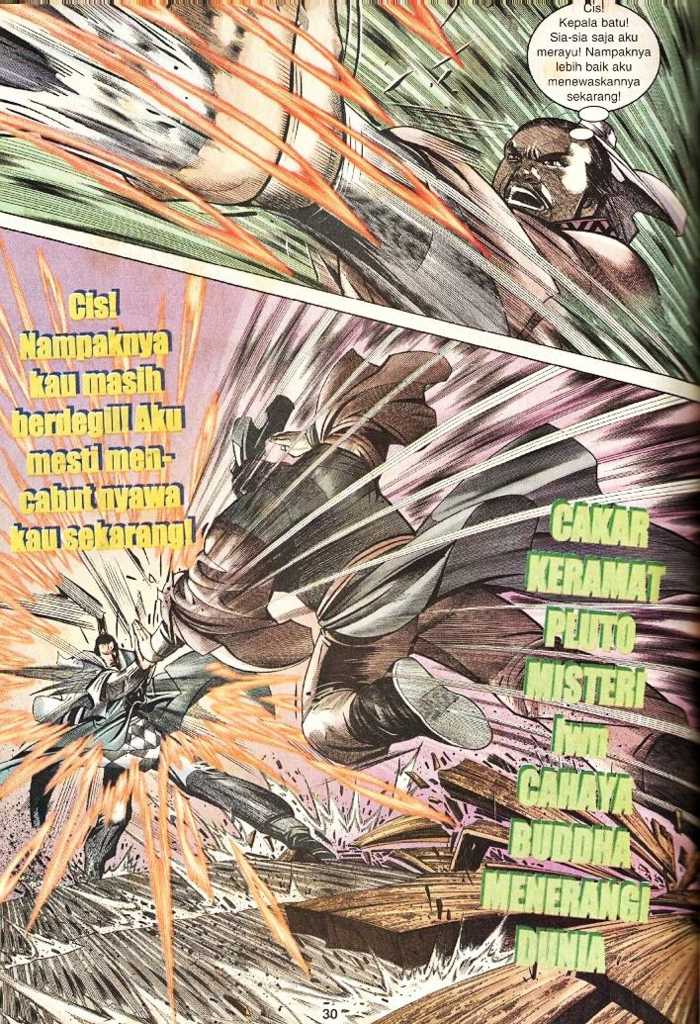 Cis!
Kepala batu!
Sia-sia saja aku
merayu! Nampaknya
lebih baik aku
menewaskannya
sekarang!
Cis!
Nampaknya
kau masih
berdegil! Aku
mesti men-
cabut nyawa
kau sekarang!
CAKAR
KERAMAT
PLUTO
MISTERI
CAHAYA
BUDDHA
MENERANGI
DUNIA
30